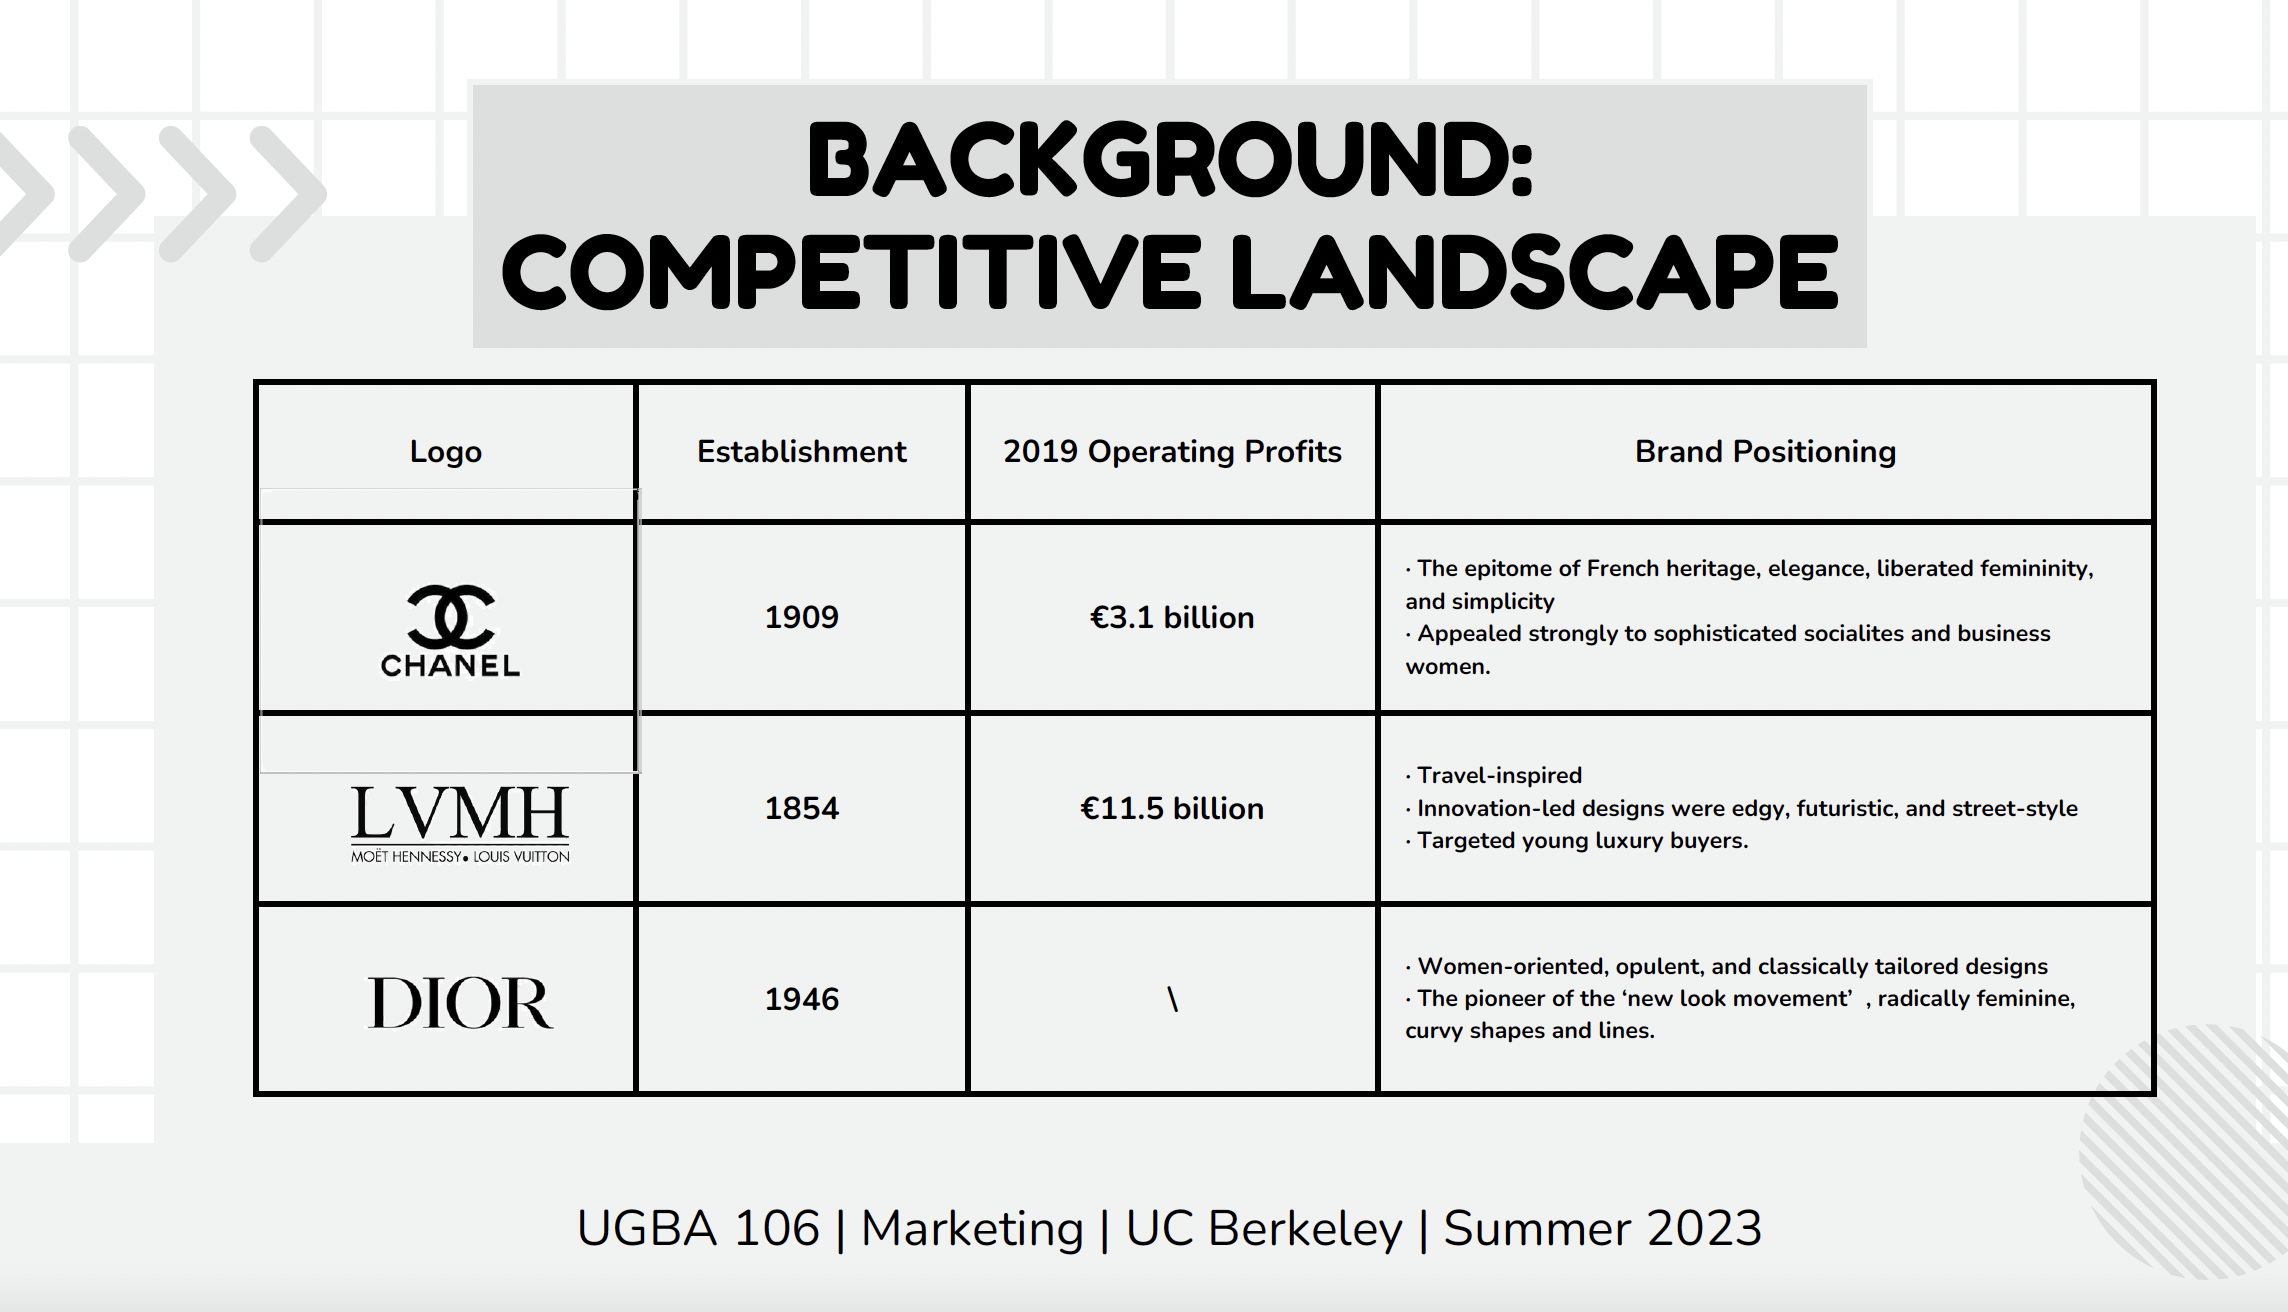 BACKGROUND:
COMPETITIVE LANDSCAPE
Logo
Establishment
2019 Operating Profits
Brand Positioning
CHANEL
1909
€3.1 billion
· The epitome of French heritage, elegance, liberated femininity,
and simplicity
· Appealed strongly to sophisticated socialites and business
women.
LVMH
MOËT HENNESSY • LOUIS VUITTON
1854
€11.5 billion
· Travel-inspired
· Innovation-led designs were edgy, futuristic, and street-style
· Targeted young luxury buyers.
DIOR
1946
\
· Women-oriented, opulent, and classically tailored designs
· The pioneer of the ‘new look movement’ , radically feminine,
curvy shapes and lines.
UGBA 106 | Marketing | UC Berkeley | Summer 2023